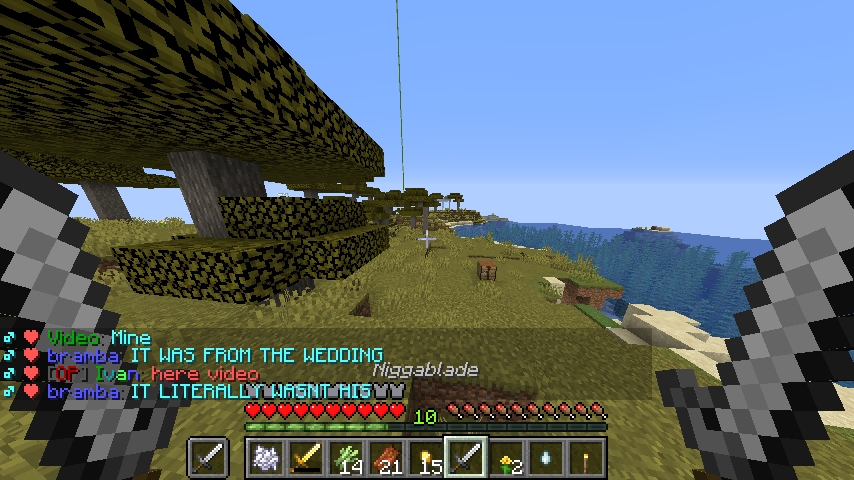 Video: Mine
bramba: IT WAS FROM THE WEDDING
[OP] Ivan: here video
Niggablade
bramba: IT LITERALLY WASNT HIS
10
14
21
15
2